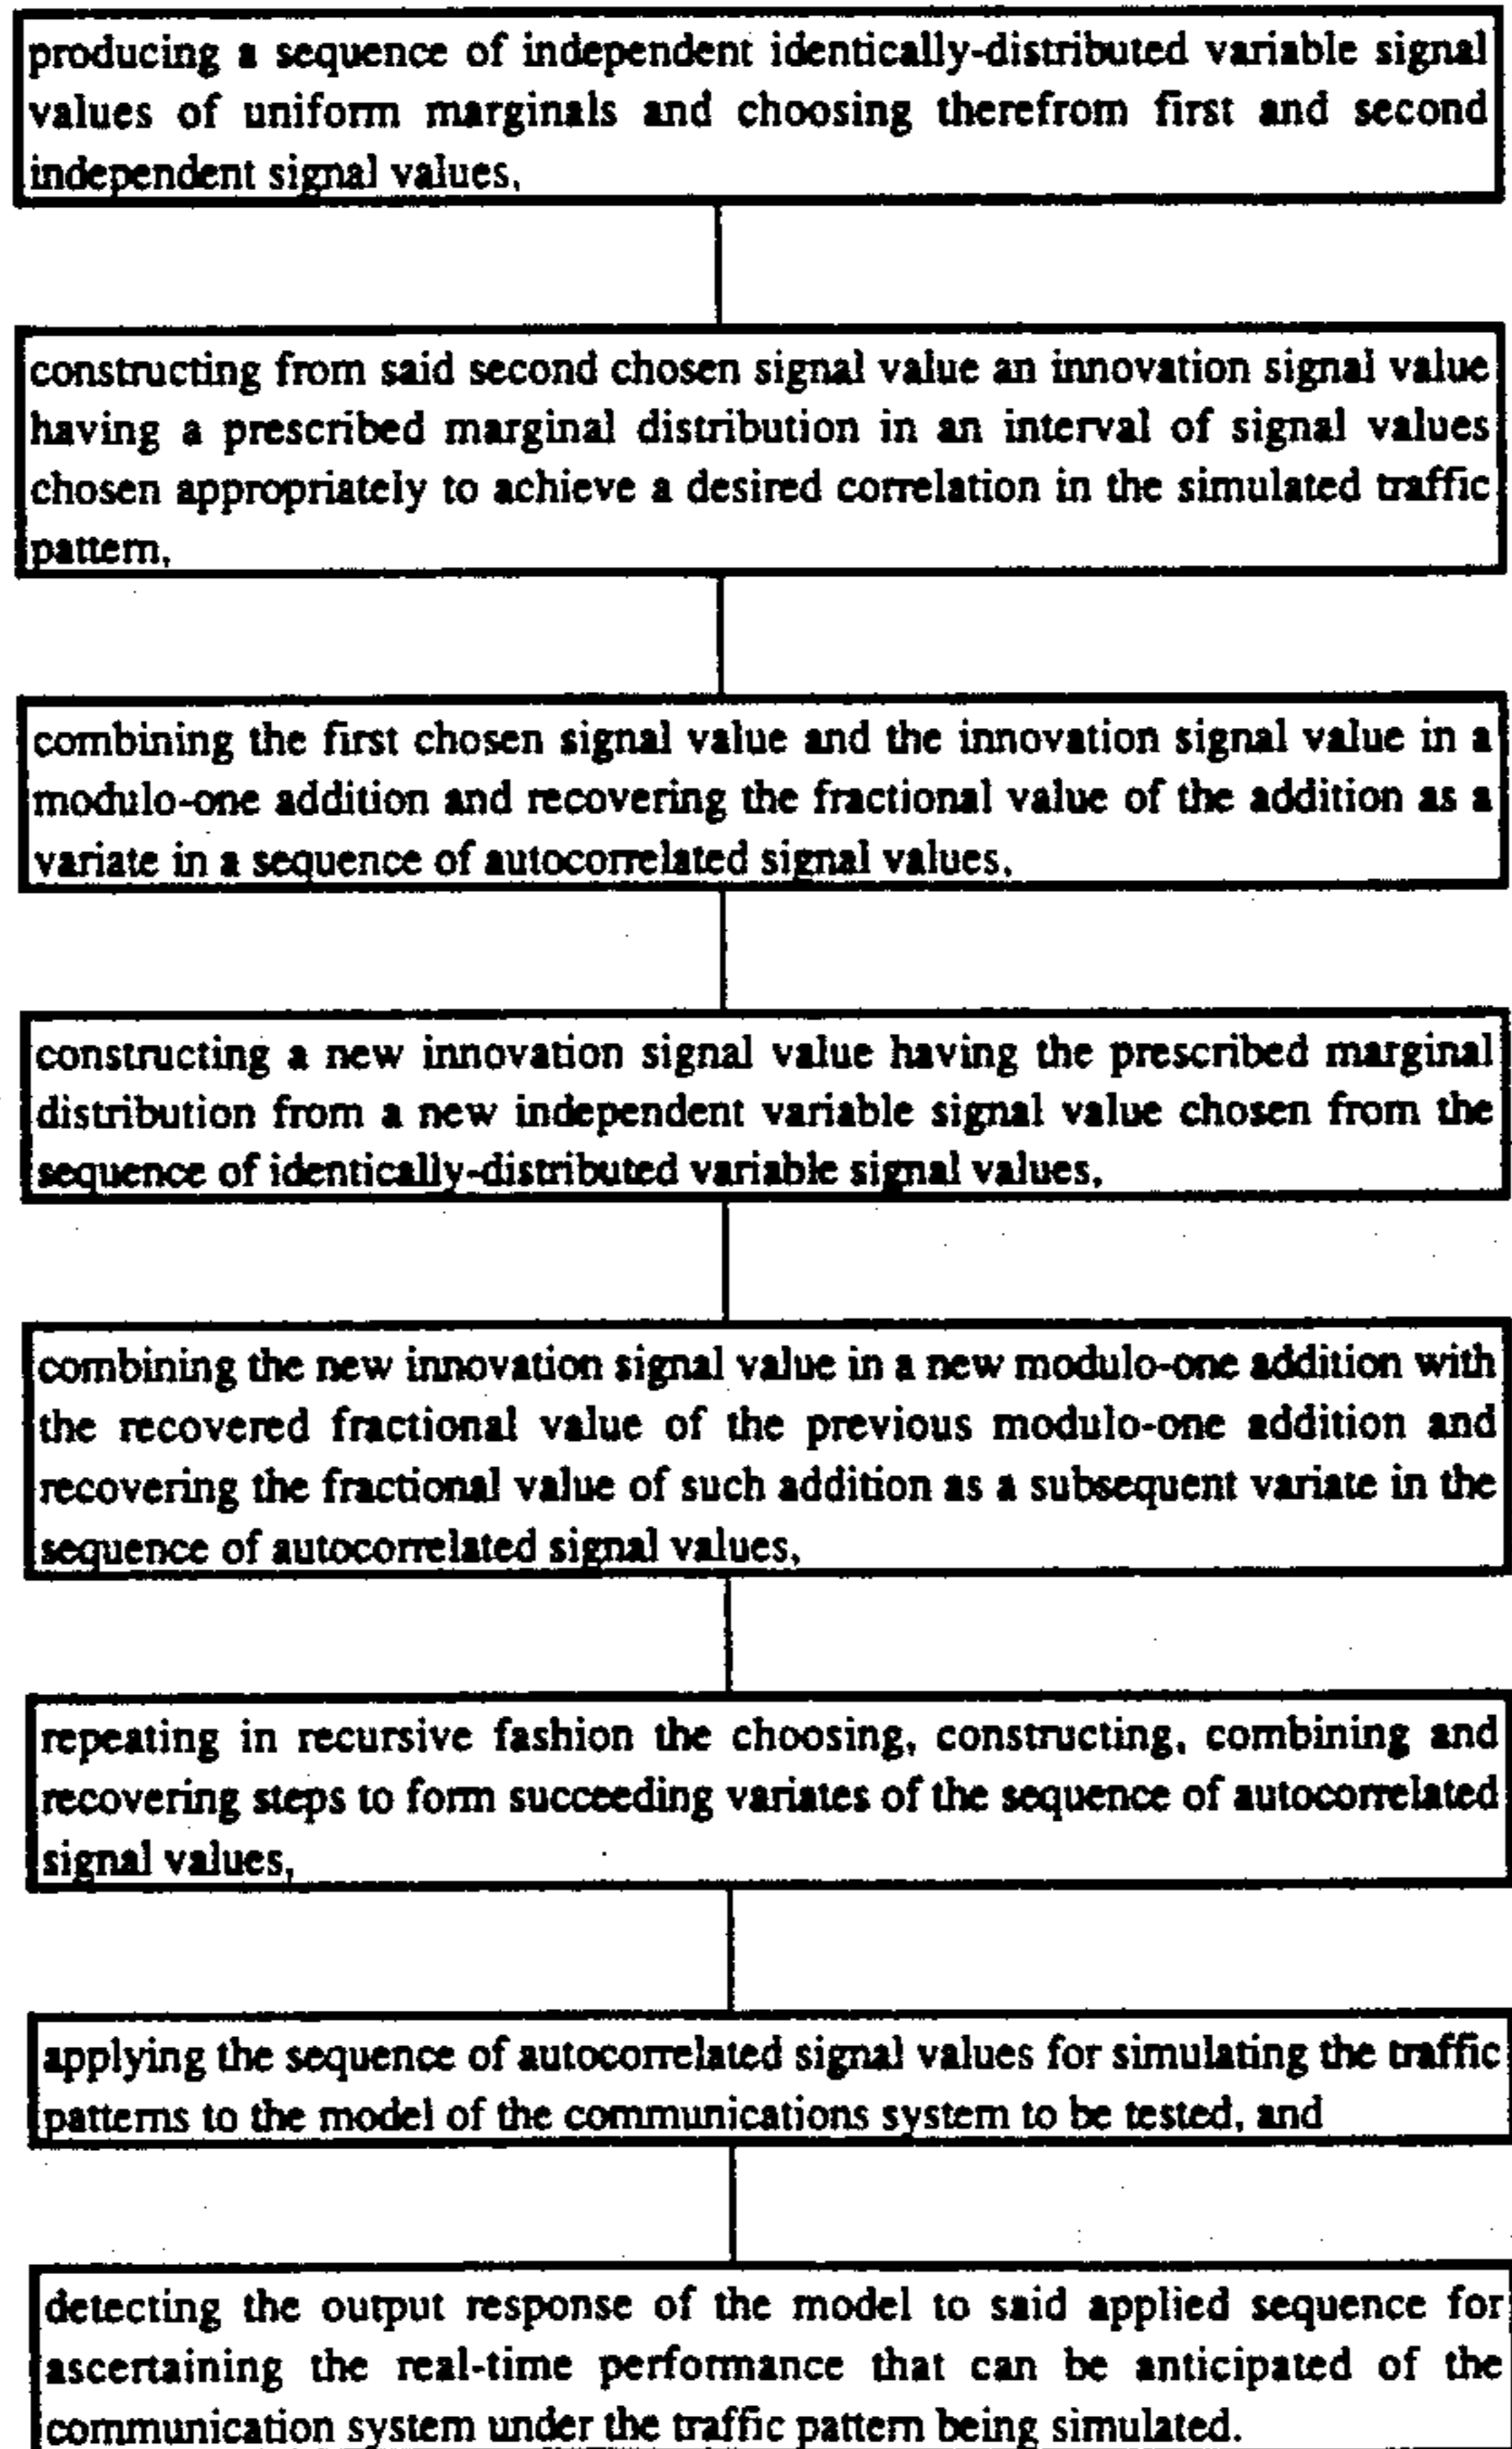 producing a sequence of independent identically-distributed variable signal
values of uniform marginals and choosing therefrom first and second
independent signal values,
constructing from said second chosen signal value an innovation signal value
having a prescribed marginal distribution in an interval of signal values
chosen appropriately to achieve a desired correlation in the simulated traffic
pattern,
combining the first chosen signal value and the innovation signal value in a
modulo-one addition and recovering the fractional value of the addition as a
variate in a sequence of autocorrelated signal values,
constructing a new innovation signal value having the prescribed marginal
distribution from a new independent variable signal value chosen from the
sequence of identically-distributed variable signal values,
combining the new innovation signal value in a new modulo-one addition with
the recovered fractional value of the previous modulo-one addition and
recovering the fractional value of such addition as a subsequent variate in the
sequence of autocorrelated signal values,
repeating in recursive fashion the choosing, constructing, combining and
recovering steps to form succeeding variates of the sequence of autocorrelated
signal values,
applying the sequence of autocorrelated signal values for simulating the traffic
patterns to the model of the communications system to be tested, and
detecting the output response of the model to said applied sequence for
ascertaining the real-time performance that can be anticipated of the
communication system under the traffic pattern being simulated.